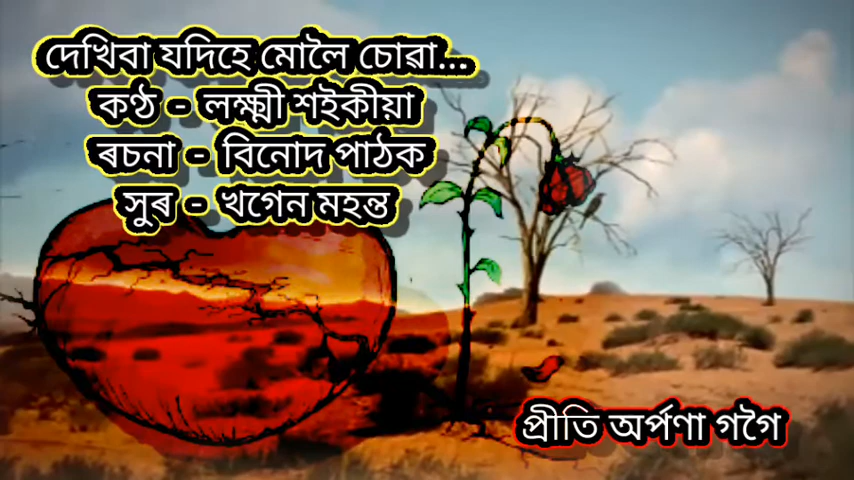 দেখিবা যদিহে মোলৈ চোৱা...
কণ্ঠ - লক্ষ্মী শইকীয়া
ৰচনা - বিনোদ পাঠক
সুৰ - খগেন মহন্ত
প্ৰীতি অৰ্পণা গগৈ